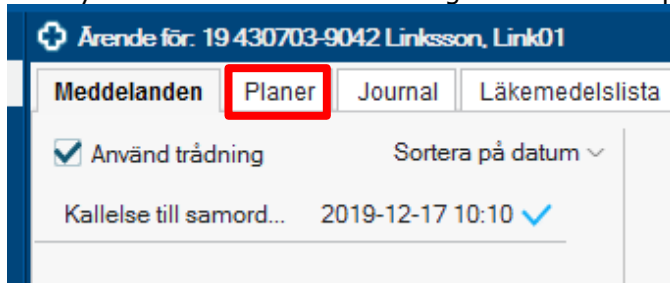 Ärende för: 19 430703-9042 Linksson, Link01
Meddelanden Planer Journal Läkemedelslista
Använd trådning Sortera på datum
Kallelse till samord... 2019-12-17 10:10